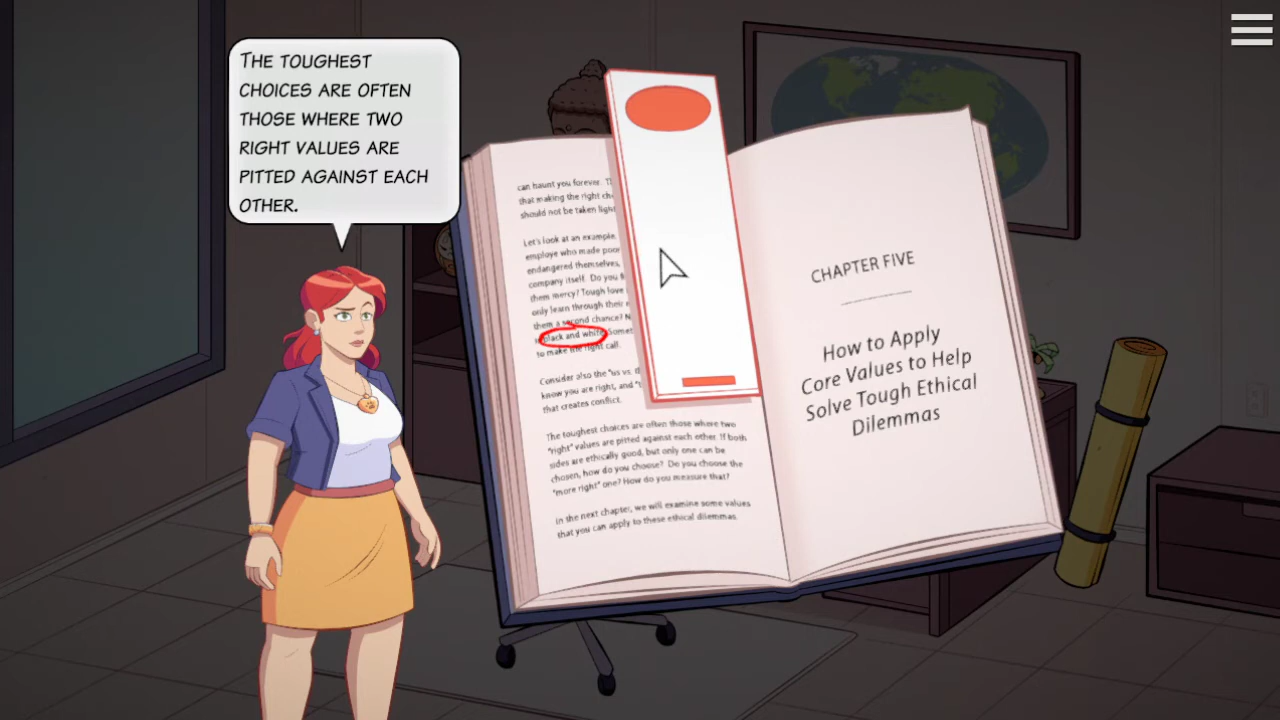 THE TOUGHEST
CHOICES ARE OFTEN
THOSE WHERE TWO
RIGHT VALUES ARE
PITTED AGAINST EACH
OTHER.
can haunt you forever.
that making the right
should not be taken
Let's look at an example.
employe who made poor
endangered themselves,
company itself. Do you
them mercy? Tough love
only learn through their
them a second chance?
black and white
to make the right call.
Consider also the "us vs.
know you are right, and
that creates conflict.
The toughest choices are often those where two
"right" values are pitted against each other. If both
sides are ethically good, but only one can be
chosen, how do you choose? Do you choose the
"more right" one? How do you measure that?
In the next chapter, we will examine some values
that you can apply to these ethical dilemmas.
CHAPTER FIVE
How to Apply
Core Values to Help
Solve Tough Ethical
Dilemmas